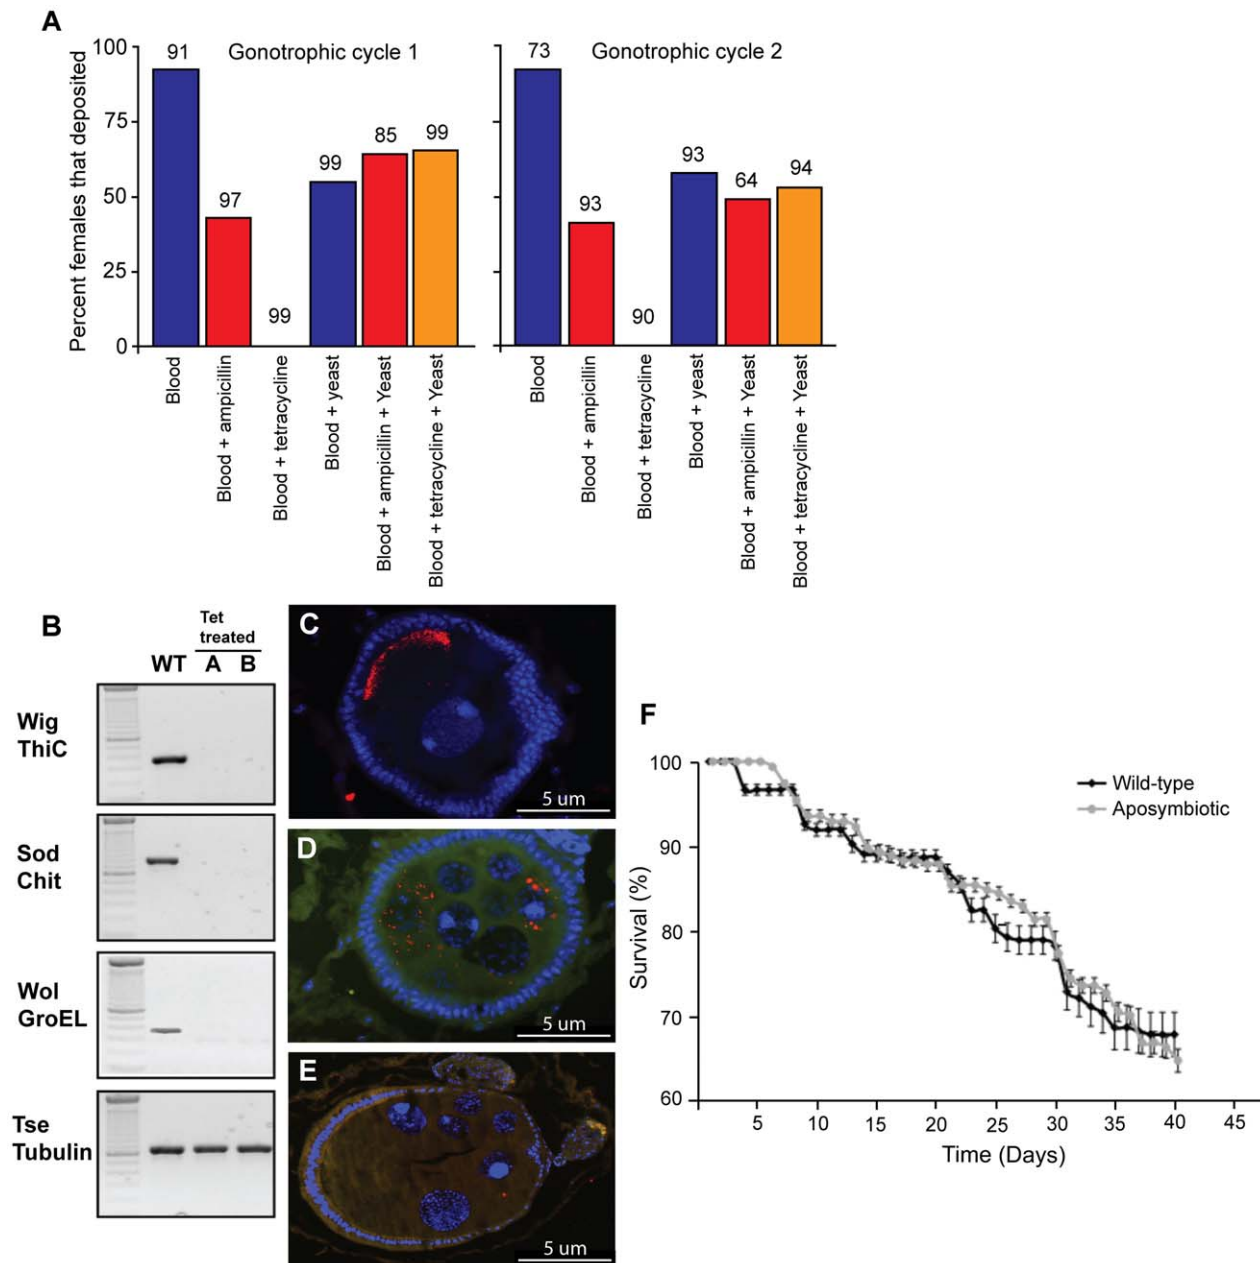 A
Gonotrophic cycle 1
Gonotrophic cycle 2
Percent females that deposited
100
75
50
25
0
91
97
99
99
85
99
73
93
90
93
64
94
Blood
Blood + ampicillin
Blood + tetracycline
Blood + yeast
Blood + ampicillin + Yeast
Blood + tetracycline + Yeast
Blood
Blood + ampicillin
Blood + tetracycline
Blood + yeast
Blood + ampicillin + Yeast
Blood + tetracycline + Yeast
B
Tet
treated
WT A B
Wig
ThiC
Sod
Chit
Wol
GroEL
Tse
Tubulin
C
5 um
D
5 um
E
5 um
F
Survival (%)
100
90
80
70
60
Wild-type
Aposymbiotic
5 10 15 20 25 30 35 40 45
Time (Days)